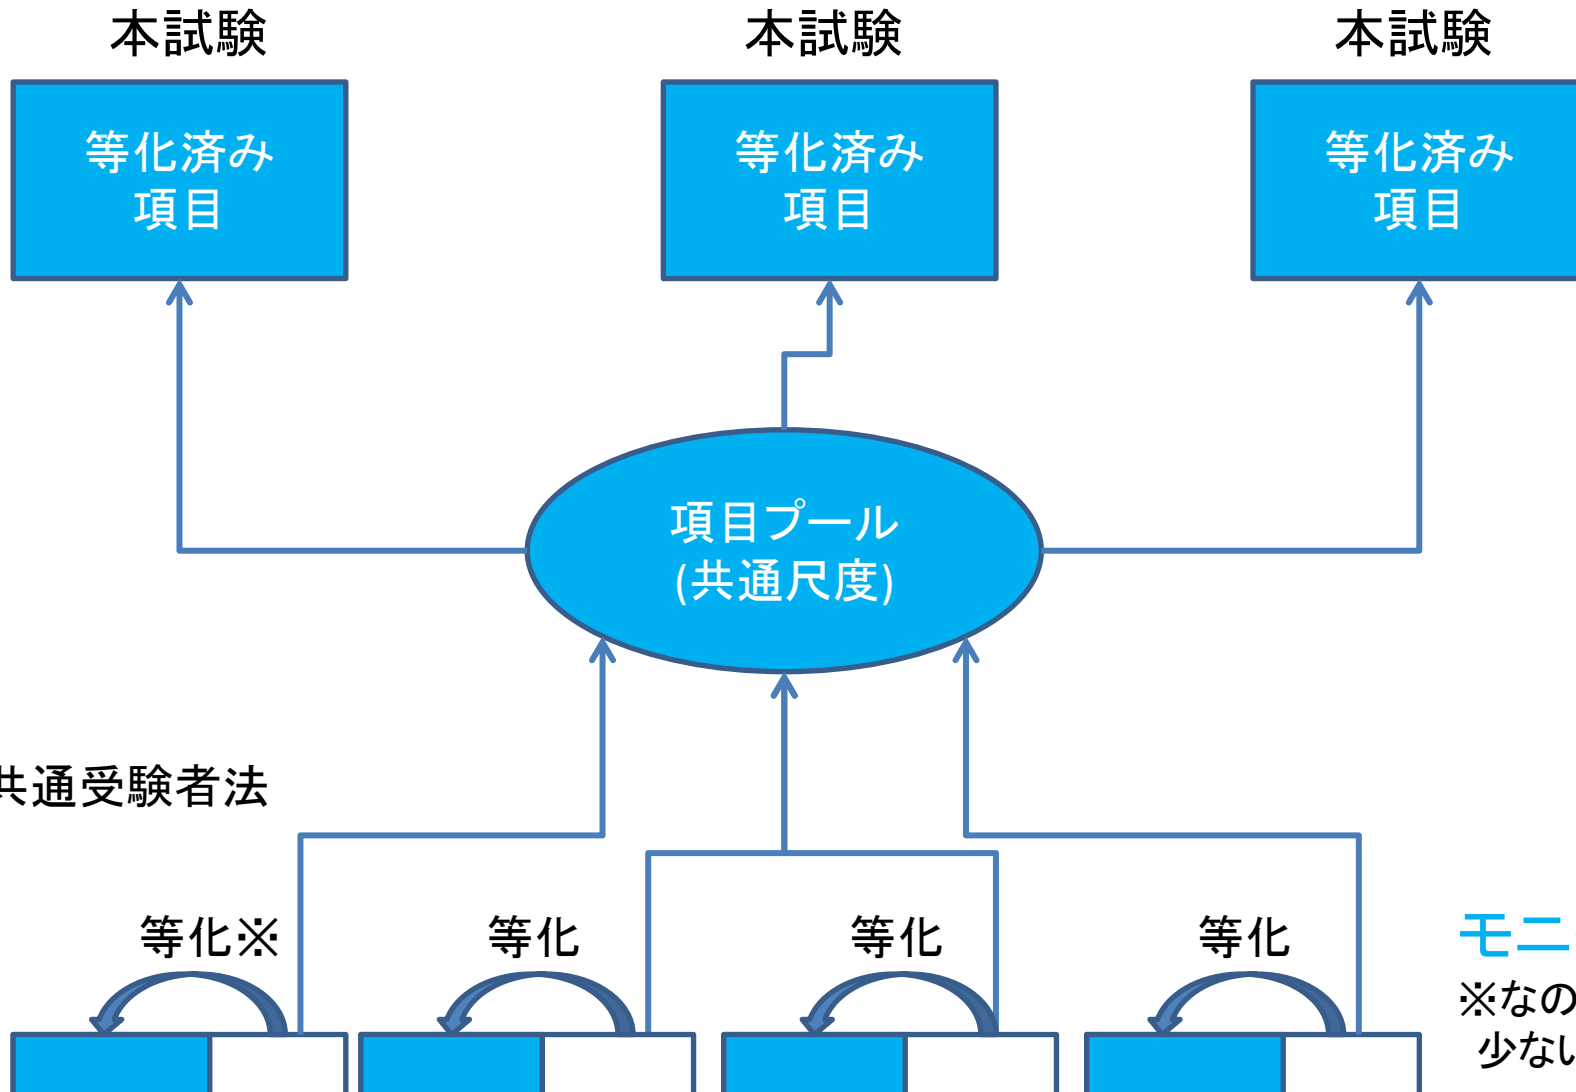 本試験
本試験
本試験
等化済み
項目
等化済み
項目
等化済み
項目
項目プール
(共通尺度)
共通受験者法
等化※
等化
等化
等化
モニ
※なの
少ない